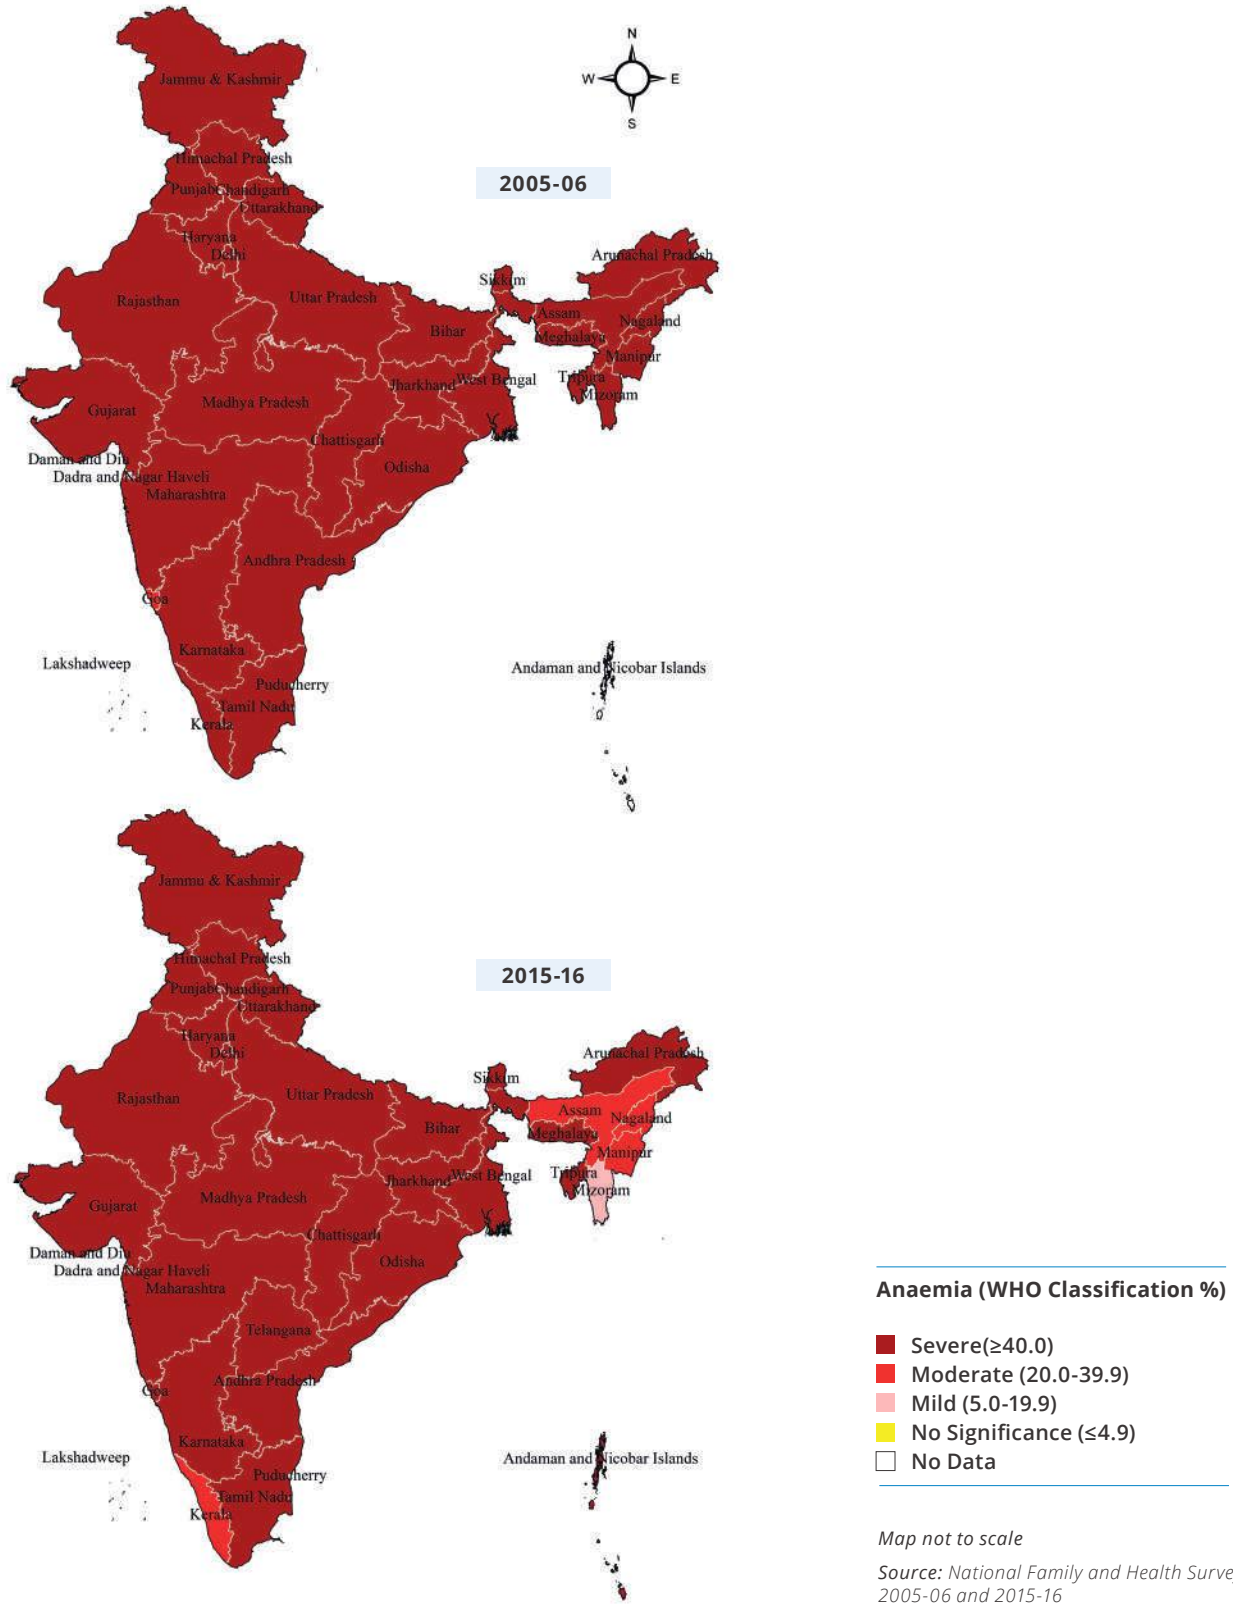 N
W E
S
2005-06
Jammu & Kashmir
Himachal Pradesh
Punjab
Chandigarh
Uttarakhand
Haryana
Delhi
Rajasthan
Uttar Pradesh
Bihar
Sikkim
Arunachal Pradesh
Assam
Nagaland
Meghalaya
Manipur
Tripura
Mizoram
Jharkhand
West Bengal
Madhya Pradesh
Gujarat
Chattisgarh
Odisha
Daman and Diu
Dadra and Nagar Haveli
Maharashtra
Andhra Pradesh
Goa
Karnataka
Lakshadweep
Andaman and Nicobar Islands
Puducherry
Tamil Nadu
Kerala
2015-16
Jammu & Kashmir
Himachal Pradesh
Punjab
Chandigarh
Uttarakhand
Haryana
Delhi
Rajasthan
Uttar Pradesh
Bihar
Sikkim
Arunachal Pradesh
Assam
Nagaland
Meghalaya
Manipur
Tripura
Mizoram
Jharkhand
West Bengal
Madhya Pradesh
Gujarat
Chattisgarh
Odisha
Daman and Diu
Dadra and Nagar Haveli
Maharashtra
Telangana
Andhra Pradesh
Goa
Karnataka
Lakshadweep
Andaman and Nicobar Islands
Puducherry
Tamil Nadu
Kerala
Anaemia (WHO Classification %)
Severe(≥40.0)
Moderate (20.0-39.9)
Mild (5.0-19.9)
No Significance (≤4.9)
No Data
Map not to scale
Source: National Family and Health Surve
2005-06 and 2015-16